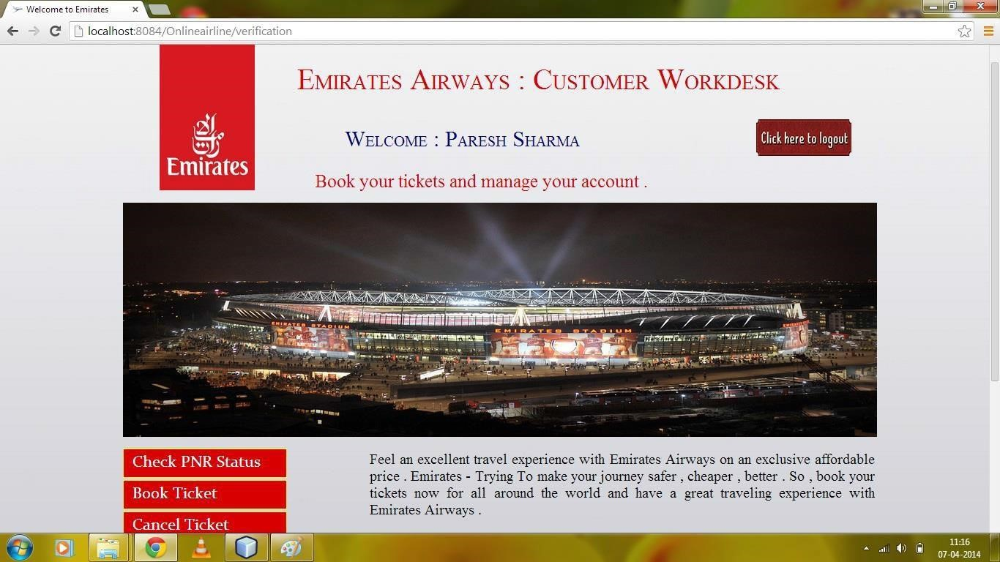 Welcome to Emirates
localhost:8084/Onlineairline/verification
Emirates Airways : Customer Workdesk
Welcome : Paresh Sharma
Click here to logout
Emirates
Book your tickets and manage your account .
EMIRATES STADIUM
EMIRATES STADIUM
Check PNR Status
Book Ticket
Cancel Ticket
Feel an excellent travel experience with Emirates Airways on an exclusive affordable
price . Emirates - Trying To make your journey safer , cheaper , better . So , book your
tickets now for all around the world and have a great traveling experience with
Emirates Airways .
11:16
07-04-2014